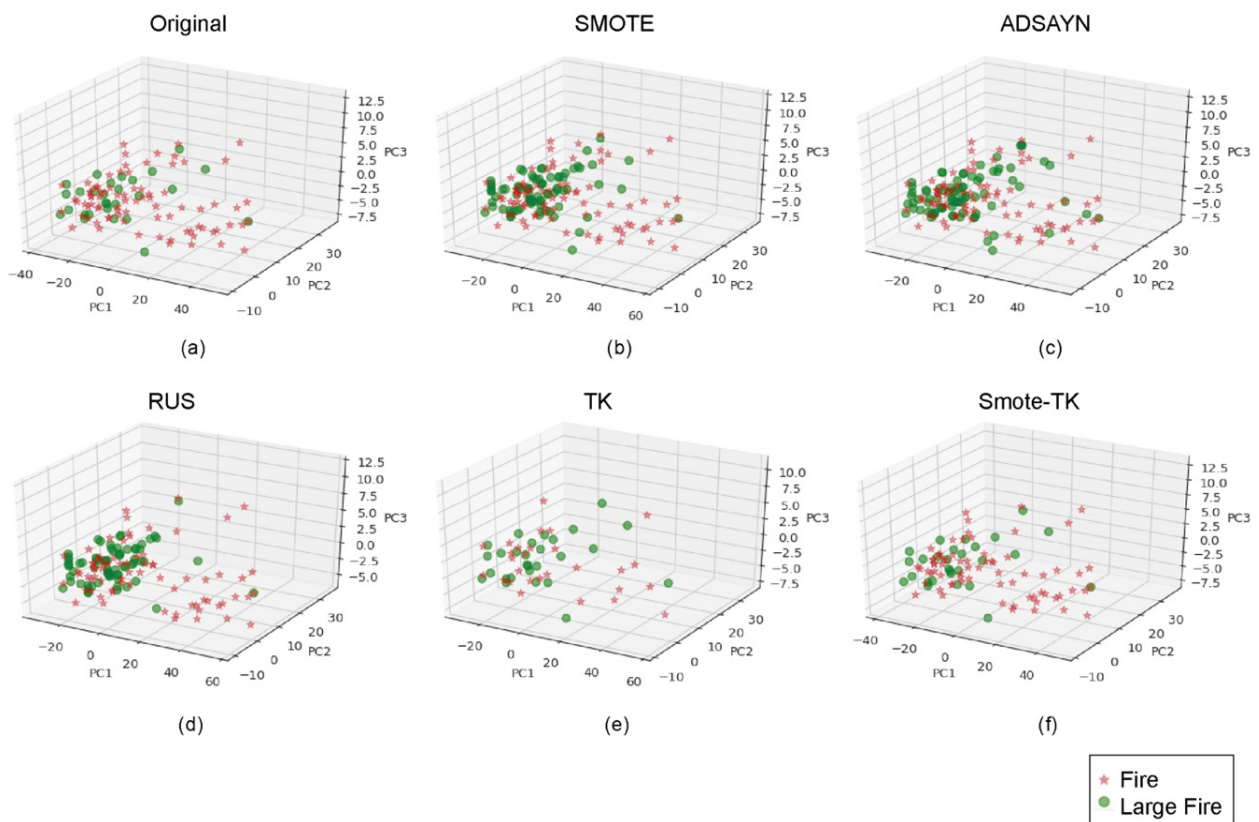 Original SMOTE ADSAYN
12.5 10.0 7.5 5.0 2.5 0.0 −2.5 −5.0 −7.5 PC3
−40 −20 0 20 40 PC1
−10 0 10 20 30 PC2
12.5 10.0 7.5 5.0 2.5 0.0 −2.5 −5.0 −7.5 PC3
−20 0 20 40 60 PC1
−10 0 10 20 30 PC2
12.5 10.0 7.5 5.0 2.5 0.0 −2.5 −5.0 −7.5 PC3
−20 0 20 40 PC1
−10 0 10 20 30 PC2
(a) (b) (c)
RUS TK Smote-TK
12.5 10.0 7.5 5.0 2.5 0.0 −2.5 −5.0 PC3
−20 0 20 40 60 PC1
−10 0 10 20 30 PC2
10.0 7.5 5.0 2.5 0.0 −2.5 −5.0 −7.5 PC3
−20 0 20 40 60 PC1
−10 0 10 20 30 PC2
12.5 10.0 7.5 5.0 2.5 0.0 −2.5 −5.0 −7.5 PC3
−40 −20 0 20 40 PC1
−10 0 10 20 30 PC2
(d) (e) (f)
Fire
Large Fire